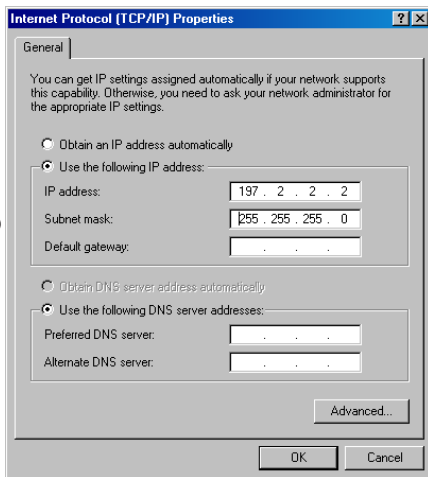 Internet Protocol (TCP/IP) Properties
General
You can get IP settings assigned automatically if your network supports
this capability. Otherwise, you need to ask your network administrator for
the appropriate IP settings.
Obtain an IP address automatically
Use the following IP address:
IP address: 197 . 2 . 2 . 2
Subnet mask: 255 . 255 . 255 . 0
Default gateway: . . .
Obtain DNS server address automatically
Use the following DNS server addresses:
Preferred DNS server: . . .
Alternate DNS server: . . .
Advanced...
OK Cancel